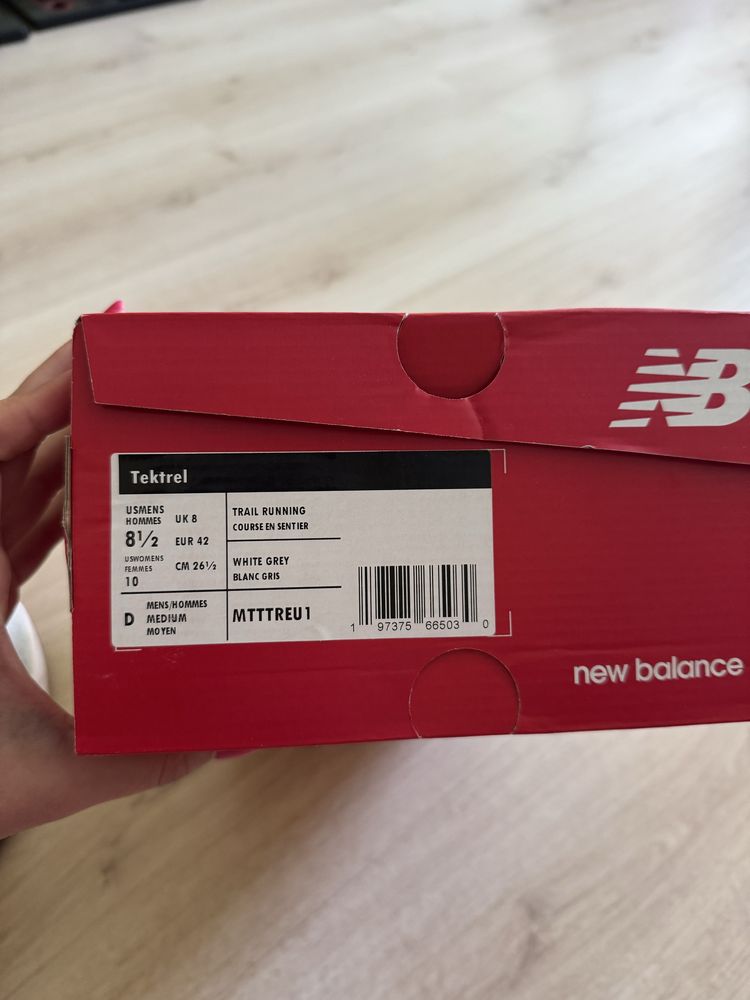 NB
Tektrel
USMENS
HOMMES
8½
UK 8
EUR 42
USWOMENS
FEMMES
10
CM 26½
TRAIL RUNNING
COURSE EN SENTIER
WHITE GREY
BLANC GRIS
D
MENS/HOMMES
MEDIUM
MOYEN
MTTTREU1
1 97375 66503 0
new balance